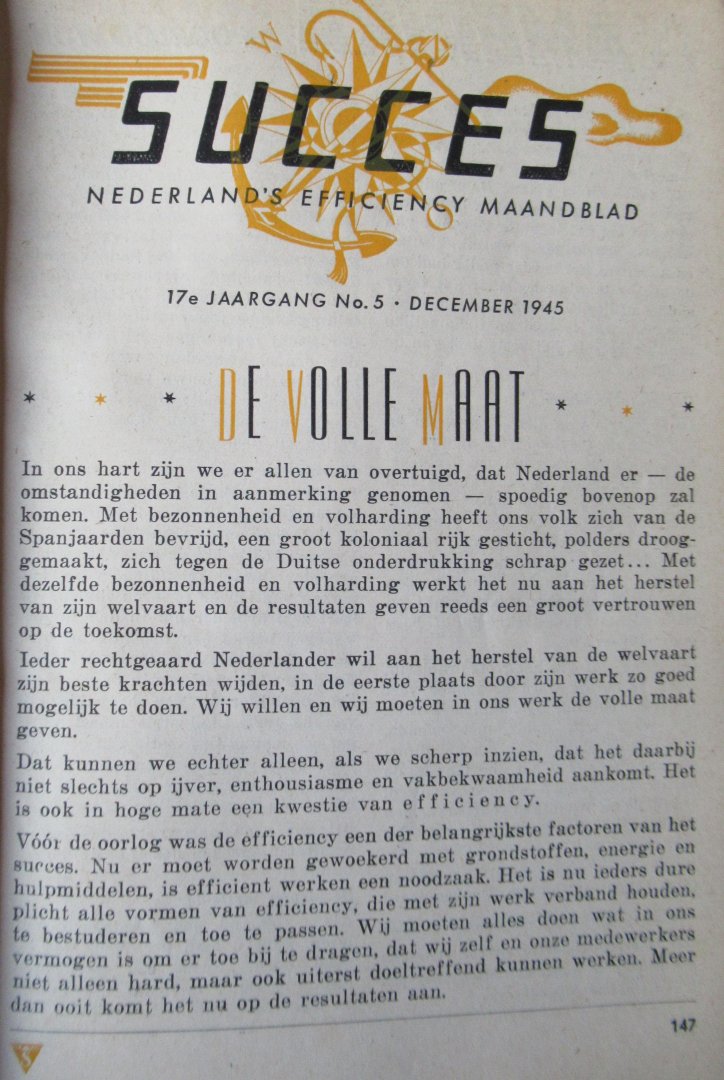 W
SUCCES
O
NEDERLAND'S EFFICIENCY MAANDBLAD
17e JAARGANG No. 5 · DECEMBER 1945
DE VOLLE MAAT
In ons hart zijn we er allen van overtuigd, dat Nederland er — de
omstandigheden in aanmerking genomen — spoedig bovenop zal
komen. Met bezonnenheid en volharding heeft ons volk zich van de
Spanjaarden bevrijd, een groot koloniaal rijk gesticht, polders droog-
gemaakt, zich tegen de Duitse onderdrukking schrap gezet... Met
dezelfde bezonnenheid en volharding werkt het nu aan het herstel
van zijn welvaart en de resultaten geven reeds een groot vertrouwen
op de toekomst.
Ieder rechtgeaard Nederlander wil aan het herstel van de welvaart
zijn beste krachten wijden, in de eerste plaats door zijn werk zo goed
mogelijk te doen. Wij willen en wij moeten in ons werk de volle maat
geven.
Dat kunnen we echter alleen, als we scherp inzien, dat het daarbij
niet slechts op ijver, enthousiasme en vakbekwaamheid aankomt. Het
is ook in hoge mate een kwestie van efficiency.
Vóór de oorlog was de efficiency een der belangrijkste factoren van het
succes. Nu er moet worden gewoekerd met grondstoffen, energie en
hulpmiddelen, is efficient werken een noodzaak. Het is nu ieders dure
plicht alle vormen van efficiency, die met zijn werk verband houden,
te bestuderen en toe te passen. Wij moeten alles doen wat in ons
vermogen is om er toe bij te dragen, dat wij zelf en onze medewerkers
niet alleen hard, maar ook uiterst doeltreffend kunnen werken. Meer
dan ooit komt het nu op de resultaten aan.
147
S